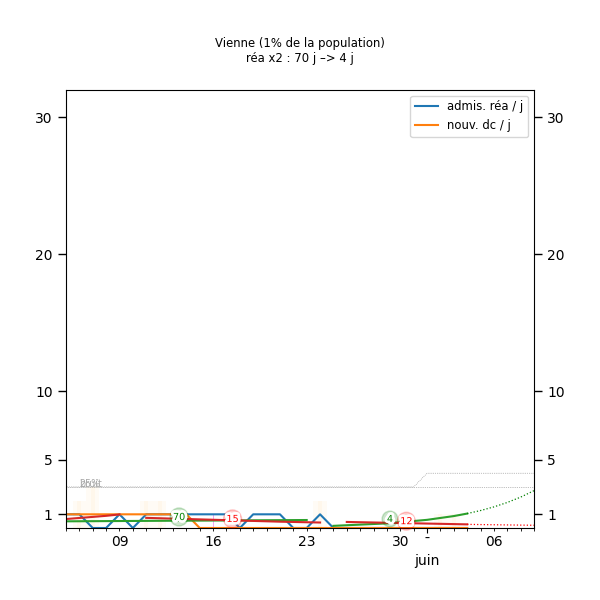 Vienne (1% de la population)
réa x2 : 70 j –> 4 j
admis. réa / j
nouv. dc / j
30 30
20 20
10 10
5 5
1 1
70 15 4 12
09 16 23 30 - 06
juin